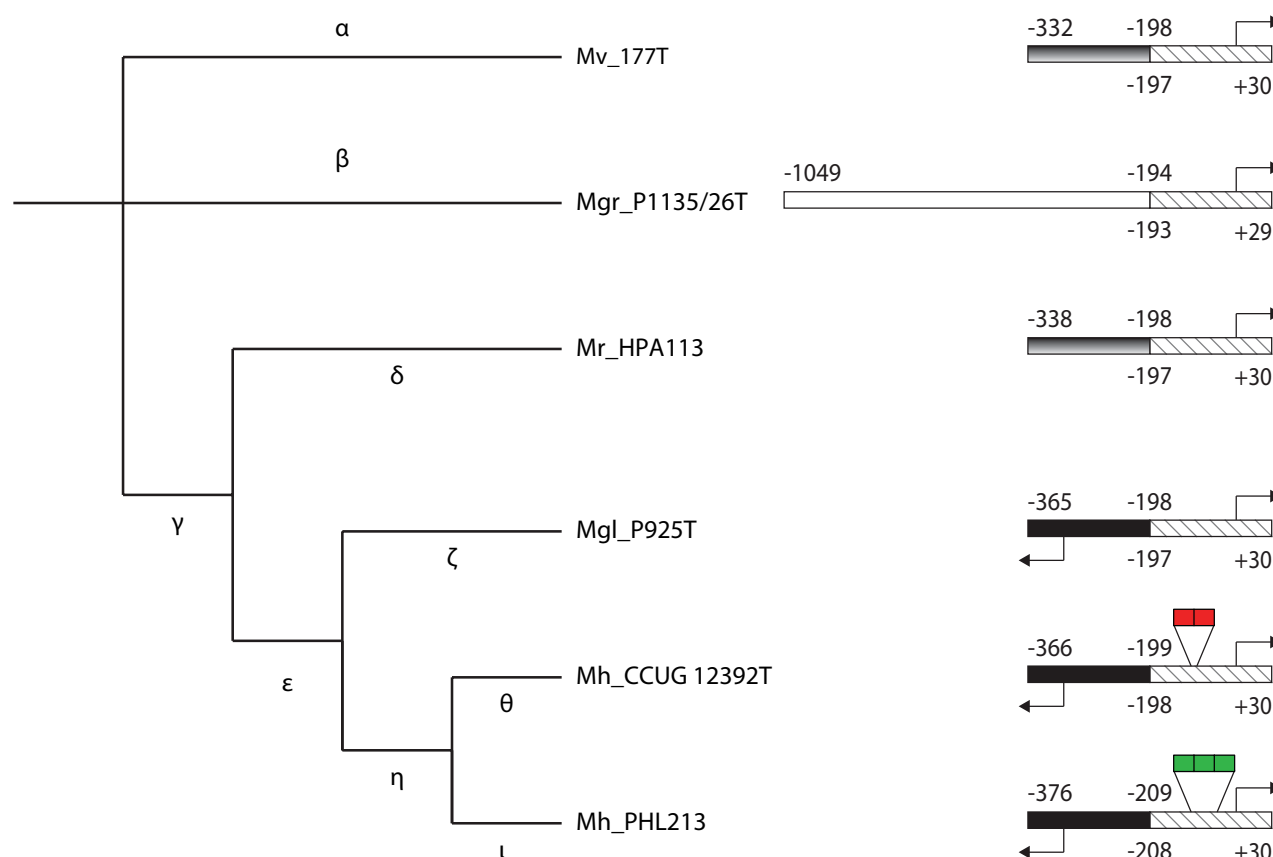 α
-332 -198
Mv_177T
-197 +30
β
-1049 -194
Mgr_P1135/26T
-193 +29
-338 -198
Mr_HPA113
δ
-197 +30
γ
-365 -198
Mgl_P925T
ζ
-197 +30
-366 -199
Mh_CCUG 12392T
ε
θ
-198 +30
η
-376 -209
Mh_PHL213
ι
-208 +30